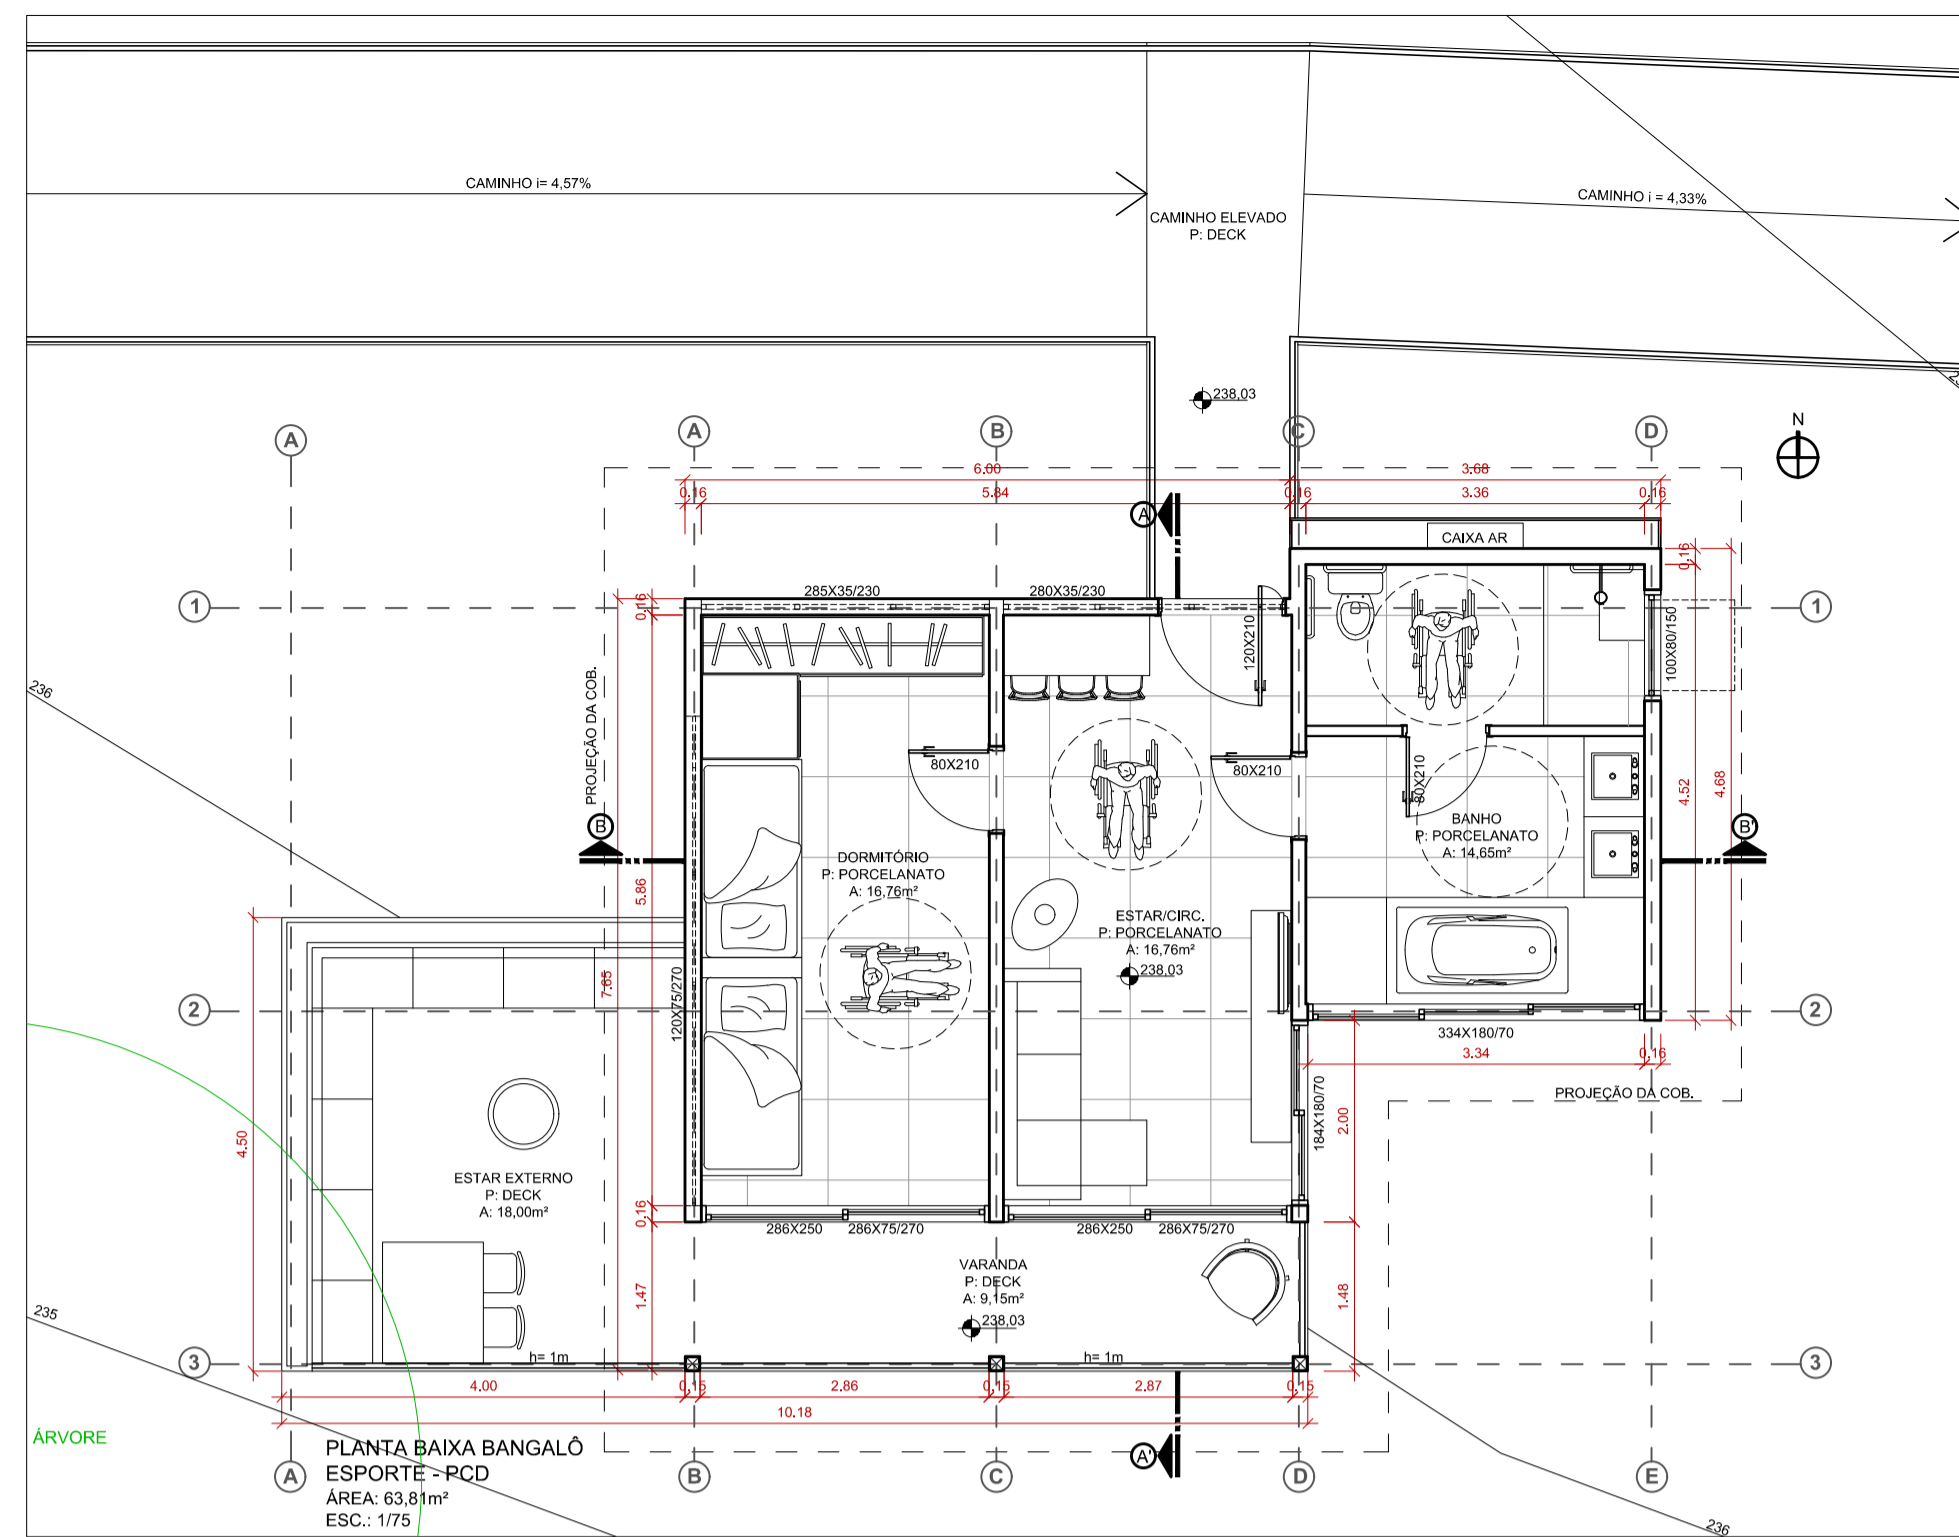 CAMINHO i= 4,57%
CAMINHO i = 4,33%
CAMINHO ELEVADO
P: DECK
238,03
N
A
A
B
C
D
6.00
3.68
0.16
5.84
0.16
3.36
0.16
A
CAIXA AR
0.16
1
285X35/230
280X35/230
1
0.16
120X210
100X80/150
PROJEÇÃO DA COB.
236
80X210
80X210
80X210
4.52
4.68
B
BANHO
P: PORCELANATO
A: 14,65m²
B'
DORMITÓRIO
P: PORCELANATO
A: 16,76m²
5.86
ESTAR/CIRC.
P: PORCELANATO
A: 16,76m²
238,03
7.65
120X75/270
2
2
334X180/70
3.34
0.16
PROJEÇÃO DA COB.
184X180/70
2.00
4.50
ESTAR EXTERNO
P: DECK
A: 18,00m²
0.16
286X250
286X75/270
286X250
286X75/270
VARANDA
P: DECK
A: 9,15m²
238,03
1.47
1.48
235
3
h= 1m
h= 1m
3
4.00
0.15
2.86
0.15
2.87
0.15
10.18
ÁRVORE
PLANTA BAIXA BANGALÔ
ESPORTE - PCD
ÁREA: 63,81m²
ESC.: 1/75
A'
A
B
C
D
E
236